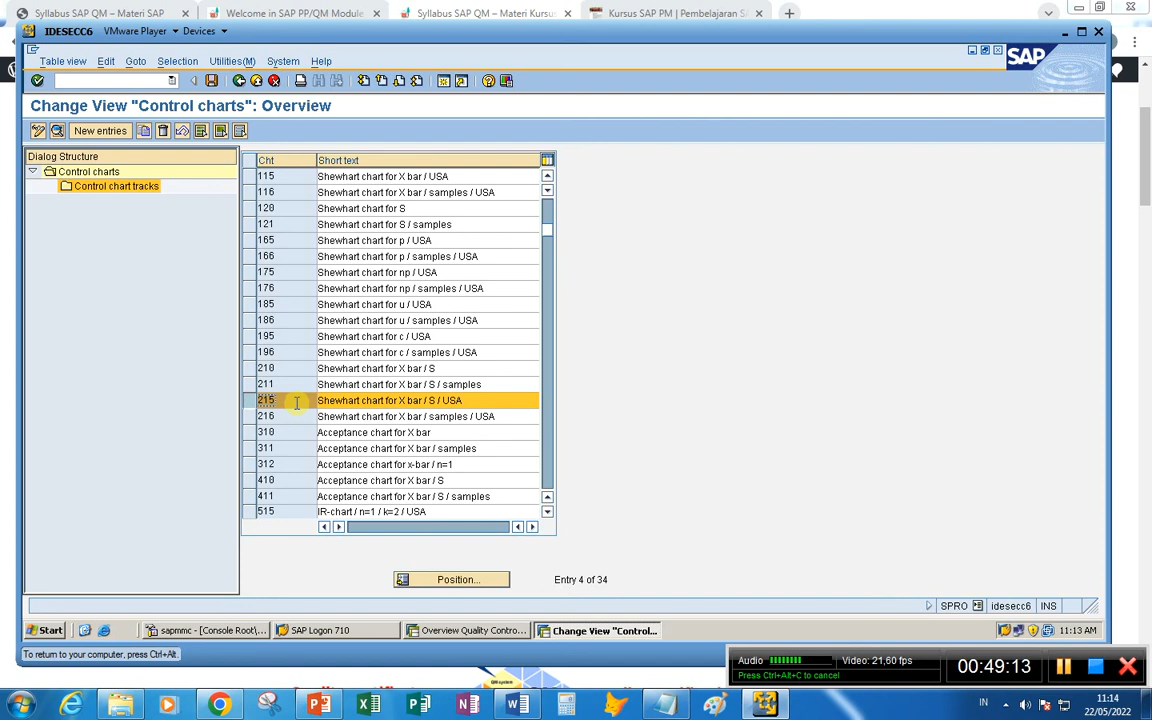 Syllabus SAP QM – Materi SAP
Welcome in SAP PP/QM Module
Syllabus SAP QM – Materi Kursus
Kursus SAP PM | Pembelajaran SA
IDESECC6 VMware Player Devices
Table view Edit Goto Selection Utilities(M) System Help
SAP
Change View "Control charts": Overview
New entries
Dialog Structure
Control charts
Control chart tracks
Cht Short text
115 Shewhart chart for X bar / USA
116 Shewhart chart for X bar / samples / USA
120 Shewhart chart for S
121 Shewhart chart for S / samples
165 Shewhart chart for p / USA
166 Shewhart chart for p / samples / USA
175 Shewhart chart for np / USA
176 Shewhart chart for np / samples / USA
185 Shewhart chart for u / USA
186 Shewhart chart for u / samples / USA
195 Shewhart chart for c / USA
196 Shewhart chart for c / samples / USA
210 Shewhart chart for X bar / S
211 Shewhart chart for X bar / S / samples
215 Shewhart chart for X bar / S / USA
216 Shewhart chart for X bar / samples / USA
310 Acceptance chart for X bar
311 Acceptance chart for X bar / samples
312 Acceptance chart for x-bar / n=1
410 Acceptance chart for X bar / S
411 Acceptance chart for X bar / S / samples
515 IR-chart / n=1 / k=2 / USA
Position... Entry 4 of 34
SPRO idesecc6 INS
Start sapmmc - [Console Root\... SAP Logon 710 Overview Quality Contro... Change View "Control... 11:13 AM
To return to your computer, press Ctrl+Alt.
Audio Video: 21,60 fps
Press Ctrl+Alt+C to cancel
00:49:13
IN 11:14
22/05/2022